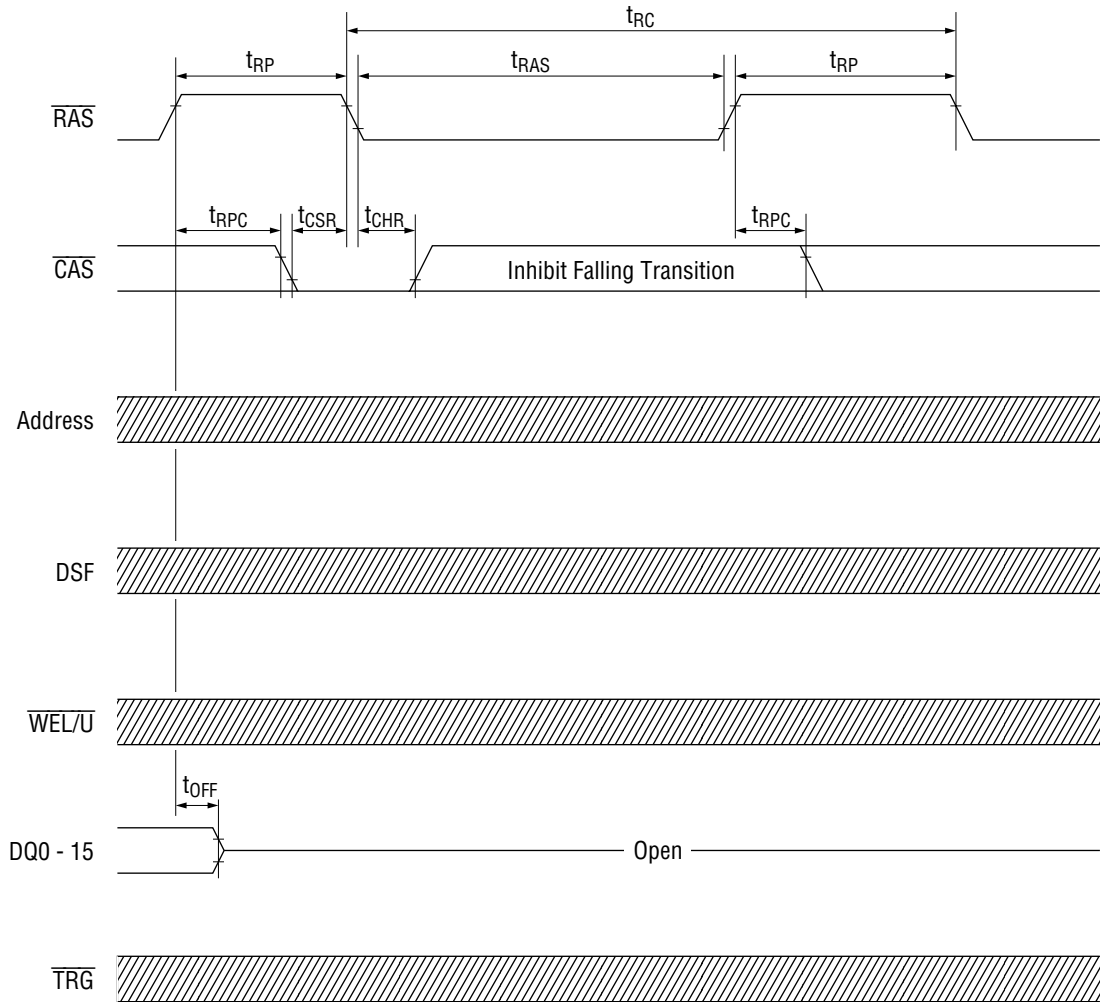 tRC
tRP tRAS tRP
RAS
tRPC tCSR tCHR tRPC
CAS Inhibit Falling Transition
Address
DSF
WEL/U
tOFF
DQ0 - 15 Open
TRG